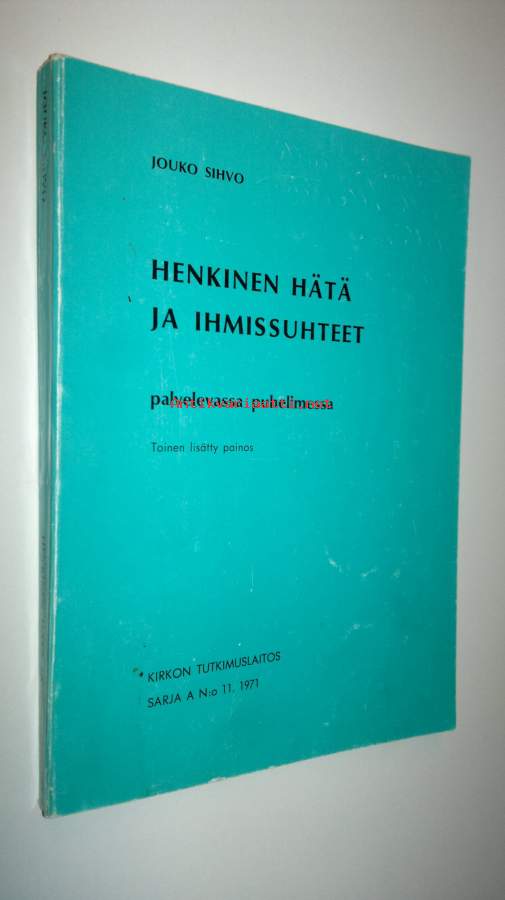 JOUKO SIHVO
HENKINEN HÄTÄ
JA IHMISSUHTEET
palvelevassa puhelimessa
Toinen lisätty painos
KIRKON TUTKIMUSLAITOS
SARJA A N:o 11. 1971